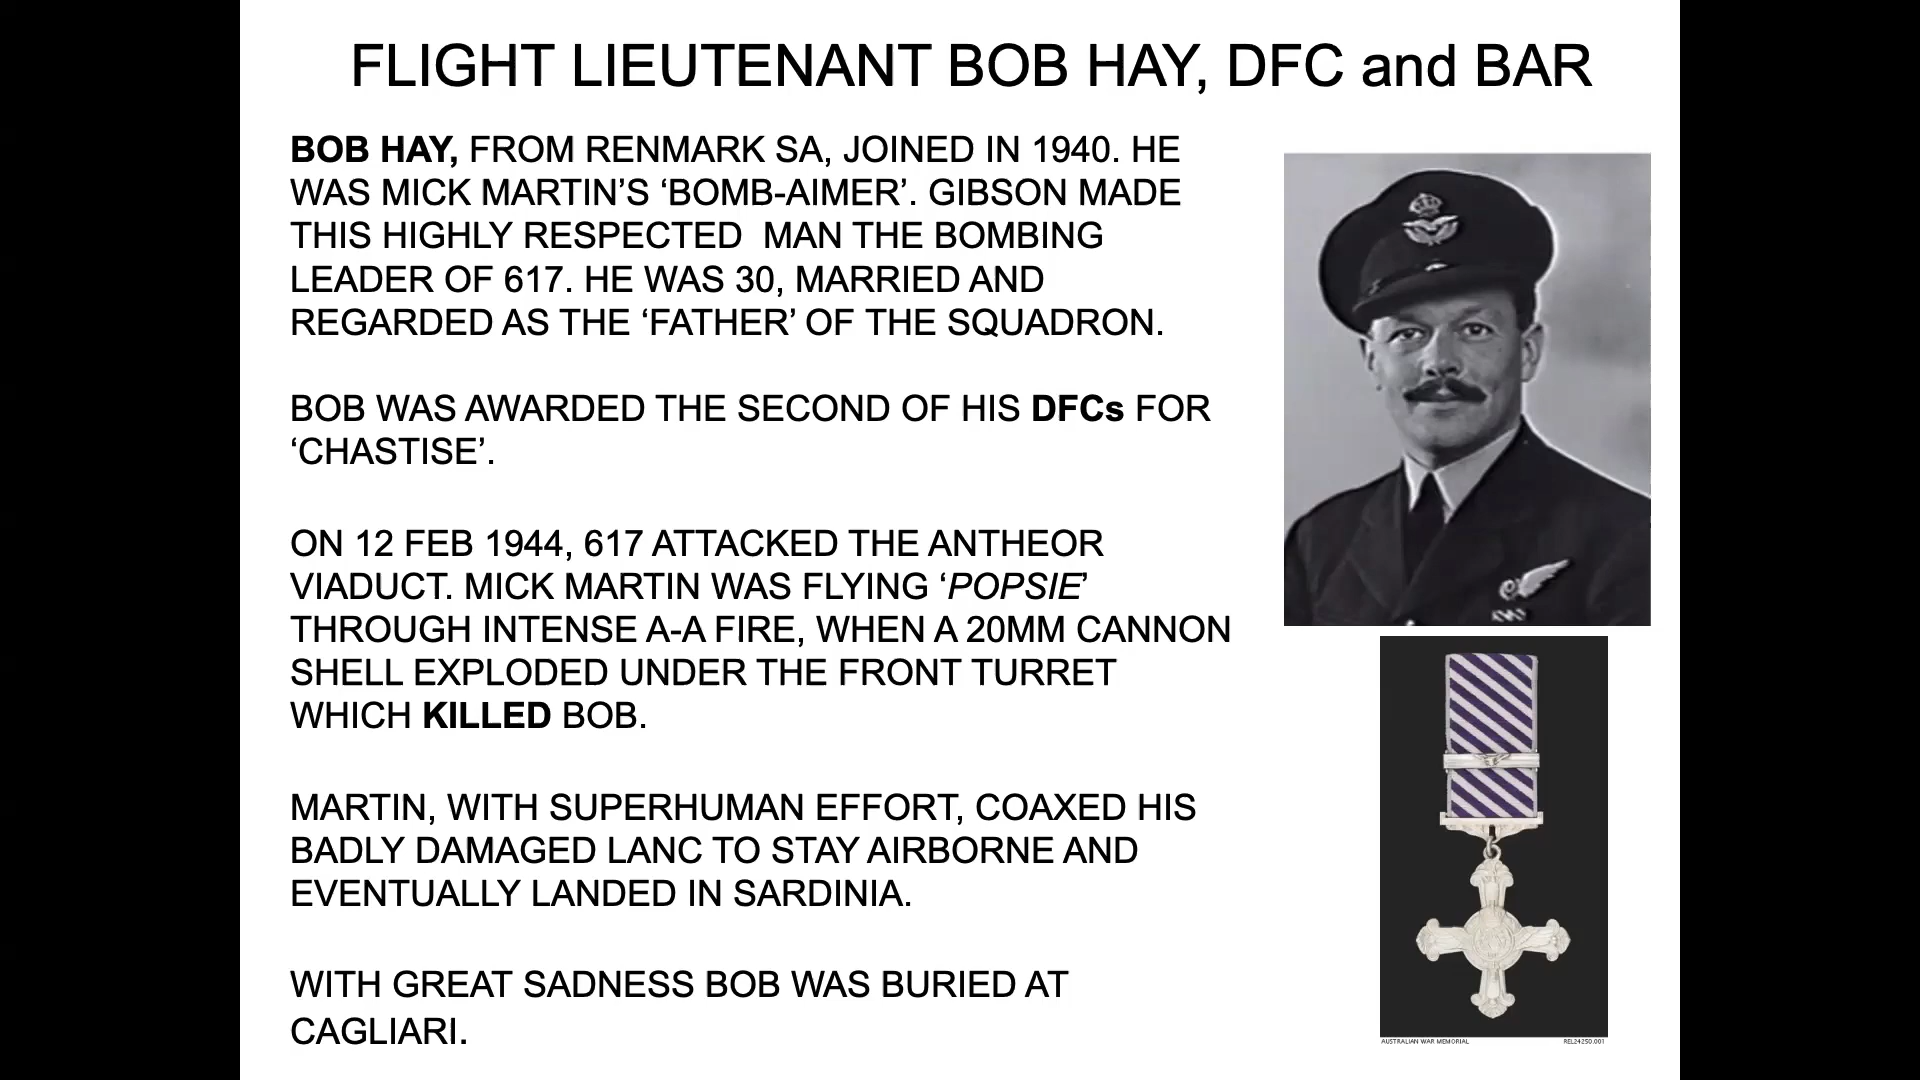 FLIGHT LIEUTENANT BOB HAY, DFC and BAR
BOB HAY, FROM RENMARK SA, JOINED IN 1940. HE
WAS MICK MARTIN’S ‘BOMB-AIMER’. GIBSON MADE
THIS HIGHLY RESPECTED  MAN THE BOMBING
LEADER OF 617. HE WAS 30, MARRIED AND
REGARDED AS THE ‘FATHER’ OF THE SQUADRON.
BOB WAS AWARDED THE SECOND OF HIS DFCs FOR
‘CHASTISE’.
ON 12 FEB 1944, 617 ATTACKED THE ANTHEOR
VIADUCT. MICK MARTIN WAS FLYING ‘POPSIE’
THROUGH INTENSE A-A FIRE, WHEN A 20MM CANNON
SHELL EXPLODED UNDER THE FRONT TURRET
WHICH KILLED BOB.
MARTIN, WITH SUPERHUMAN EFFORT, COAXED HIS
BADLY DAMAGED LANC TO STAY AIRBORNE AND
EVENTUALLY LANDED IN SARDINIA.
WITH GREAT SADNESS BOB WAS BURIED AT
CAGLIARI.
AUSTRALIAN WAR MEMORIAL REL24250.001